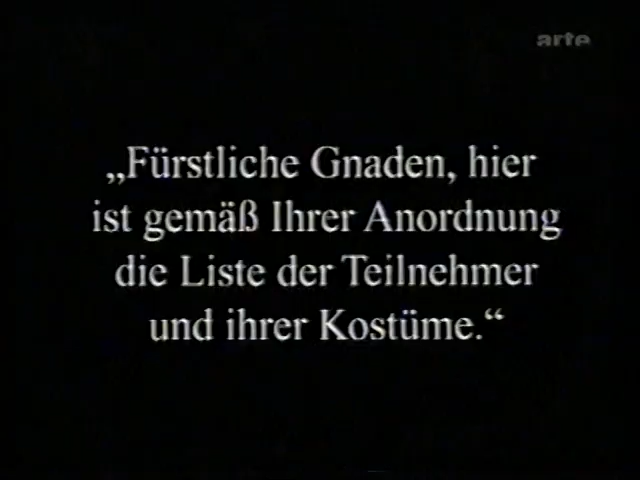 arte
„Fürstliche Gnaden, hier
ist gemäß Ihrer Anordnung
die Liste der Teilnehmer
und ihrer Kostüme.“